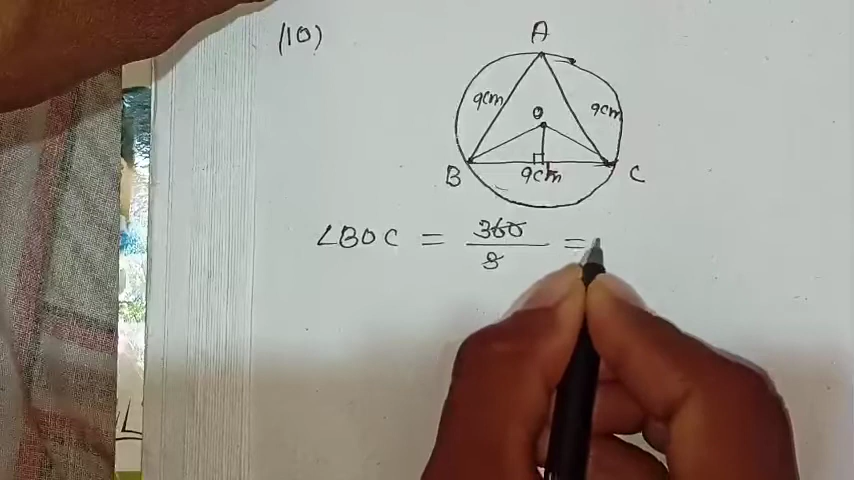 (10)
A
9cm 9cm
O
B 9cm C
∠BOC = 360/3 =